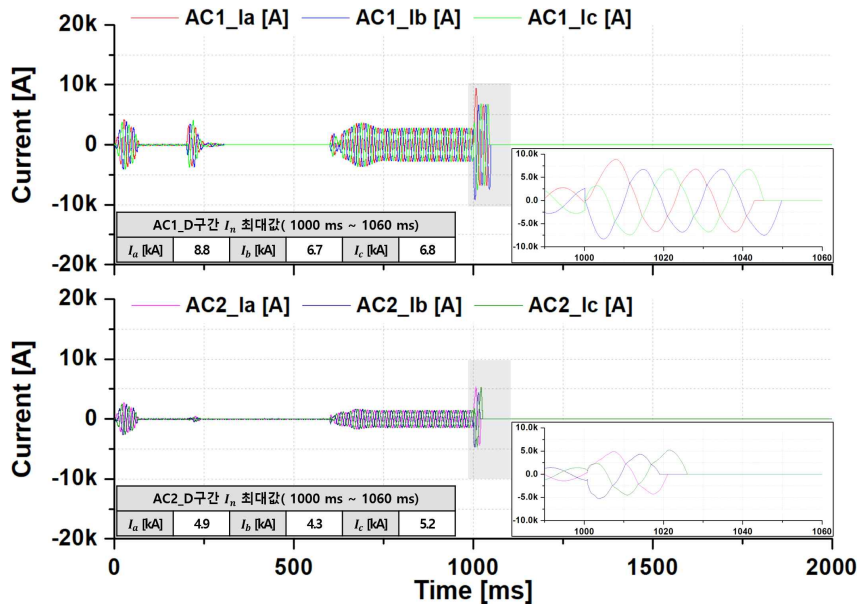 AC1_Ia [A] AC1_Ib [A] AC1_Ic [A]
20k
10k
0
-10k
-20k
Current [A]
10.0k
5.0k
0.0
-5.0k
-10.0k
1000 1020 1040 1060
AC1_D구간 In 최대값( 1000 ms ~ 1060 ms)
Ia [kA] 8.8 Ib [kA] 6.7 Ic [kA] 6.8
AC2_Ia [A] AC2_Ib [A] AC2_Ic [A]
20k
10k
0
-10k
-20k
Current [A]
10.0k
5.0k
0.0
-5.0k
-10.0k
1000 1020 1040 1060
AC2_D구간 In 최대값( 1000 ms ~ 1060 ms)
Ia [kA] 4.9 Ib [kA] 4.3 Ic [kA] 5.2
0 500 1000 1500 2000
Time [ms]